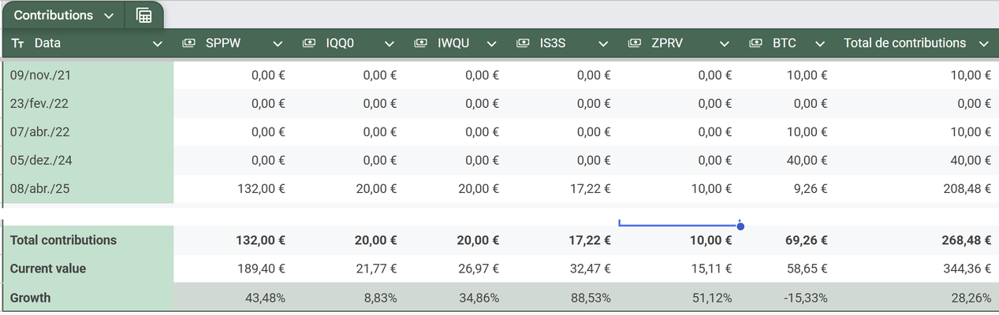 Contributions
Data SPPW IQQ0 IWQU IS3S ZPRV BTC Total de contributions
09/nov./21 0,00 € 0,00 € 0,00 € 0,00 € 0,00 € 10,00 € 10,00 €
23/fev./22 0,00 € 0,00 € 0,00 € 0,00 € 0,00 € 0,00 € 0,00 €
07/abr./22 0,00 € 0,00 € 0,00 € 0,00 € 0,00 € 10,00 € 10,00 €
05/dez./24 0,00 € 0,00 € 0,00 € 0,00 € 0,00 € 40,00 € 40,00 €
08/abr./25 132,00 € 20,00 € 20,00 € 17,22 € 10,00 € 9,26 € 208,48 €
Total contributions 132,00 € 20,00 € 20,00 € 17,22 € 10,00 € 69,26 € 268,48 €
Current value 189,40 € 21,77 € 26,97 € 32,47 € 15,11 € 58,65 € 344,36 €
Growth 43,48% 8,83% 34,86% 88,53% 51,12% -15,33% 28,26%